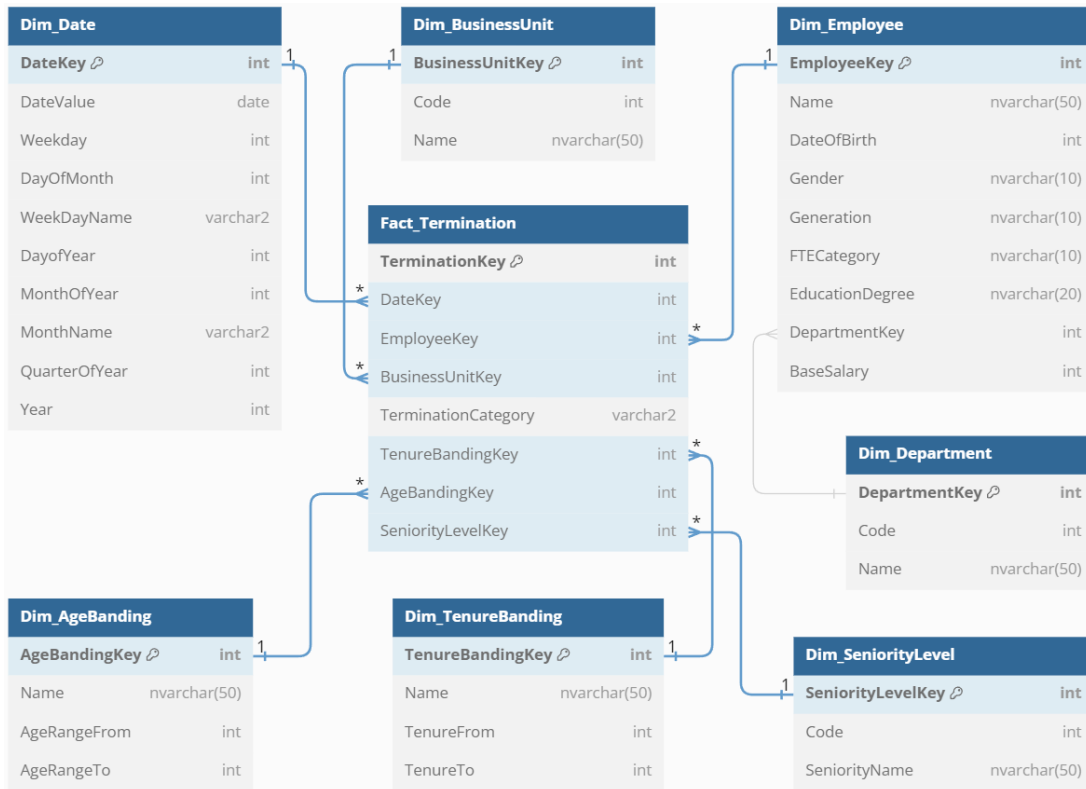 Dim_Date
DateKey int
DateValue date
Weekday int
DayOfMonth int
WeekDayName varchar2
DayofYear int
MonthOfYear int
MonthName varchar2
QuarterOfYear int
Year int
1
Dim_BusinessUnit
BusinessUnitKey int
Code int
Name nvarchar(50)
1
Dim_Employee
EmployeeKey int
Name nvarchar(50)
DateOfBirth int
Gender nvarchar(10)
Generation nvarchar(10)
FTECategory nvarchar(10)
EducationDegree nvarchar(20)
DepartmentKey int
BaseSalary int
1
Fact_Termination
TerminationKey int
* DateKey int
EmployeeKey int *
* BusinessUnitKey int
TerminationCategory varchar2
TenureBandingKey int *
* AgeBandingKey int
SeniorityLevelKey int *
Dim_Department
DepartmentKey int
Code int
Name nvarchar(50)
Dim_AgeBanding
AgeBandingKey int 1
Name nvarchar(50)
AgeRangeFrom int
AgeRangeTo int
Dim_TenureBanding
TenureBandingKey int 1
Name nvarchar(50)
TenureFrom int
TenureTo int
Dim_SeniorityLevel
1 SeniorityLevelKey int
Code int
SeniorityName nvarchar(50)